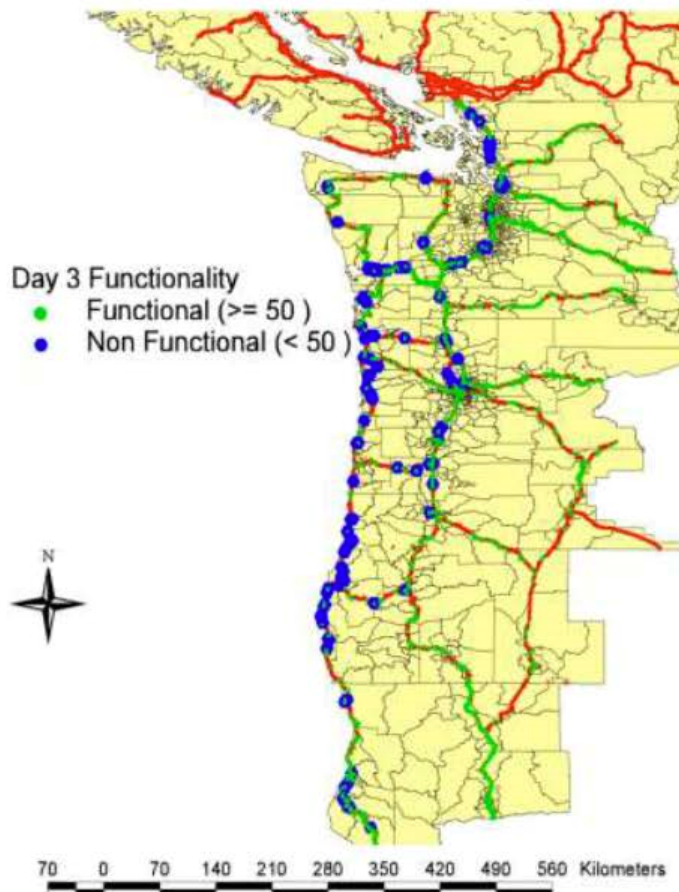 Day 3 Functionality
Functional (>= 50 )
Non Functional (< 50 )
N
70 0 70 140 210 280 350 420 490 560 Kilometers